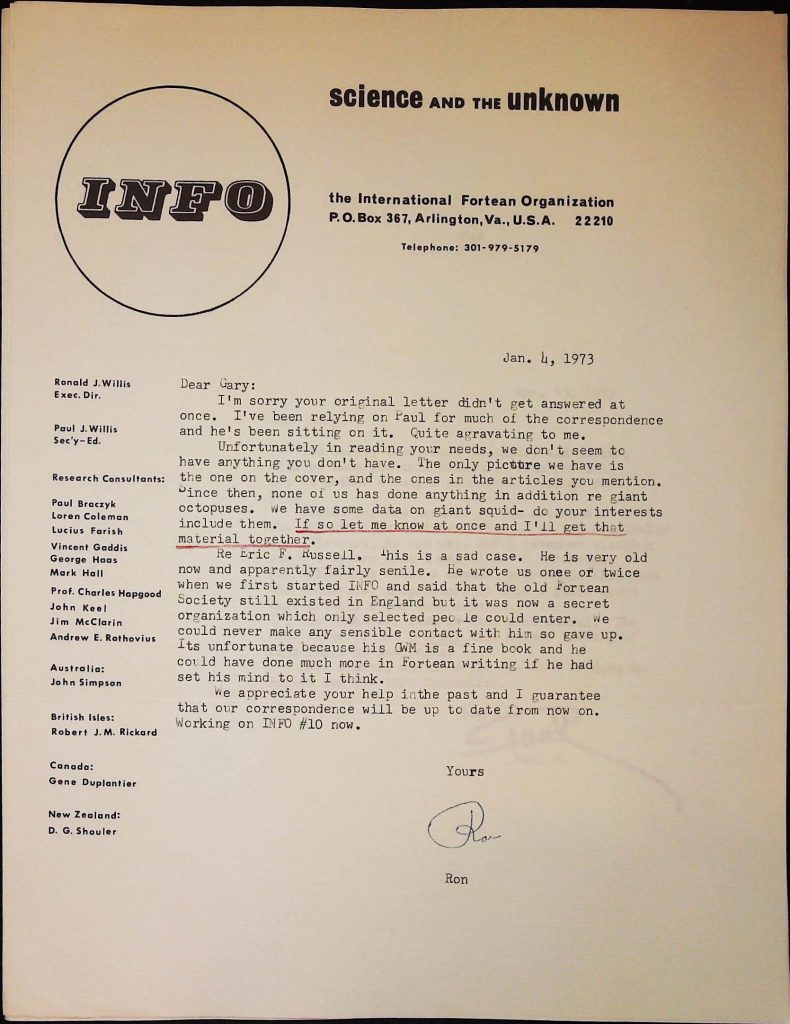 science AND THE unknown
INFO
the International Fortean Organization
P.O. Box 367, Arlington, Va., U.S.A. 22210
Telephone: 301-979-5179
Jan. 4, 1973
Ronald J. Willis
Exec. Dir.
Paul J. Willis
Sec'y-Ed.
Research Consultants:
Paul Braczyk
Loren Coleman
Lucius Farish
Vincent Gaddis
George Haas
Mark Hall
Prof. Charles Hapgood
John Keel
Jim McClarin
Andrew E. Rothovius
Australia:
John Simpson
British Isles:
Robert J. M. Rickard
Canada:
Gene Duplantier
New Zealand:
D. G. Shouler
Dear Gary:
I'm sorry your original letter didn't get answered at
once. I've been relying on Paul for much of the correspondence
and he's been sitting on it. Quite agravating to me.
Unfortunately in reading your needs, we don't seem to
have anything you don't have. The only picture we have is
the one on the cover, and the ones in the articles you mention.
Since then, none of us has done anything in addition re giant
octopuses. We have some data on giant squid- do your interests
include them. If so let me know at once and I'll get that
material together.
Re Eric F. Russell. This is a sad case. He is very old
now and apparently fairly senile. He wrote us once or twice
when we first started INFO and said that the old Fortean
Society still existed in England but it was now a secret
organization which only selected people could enter. We
could never make any sensible contact with him so gave up.
Its unfortunate because his GWM is a fine book and he
could have done much more in Fortean writing if he had
set his mind to it I think.
We appreciate your help inthe past and I guarantee
that our correspondence will be up to date from now on.
Working on INFO #10 now.
Yours
Ron
Ron